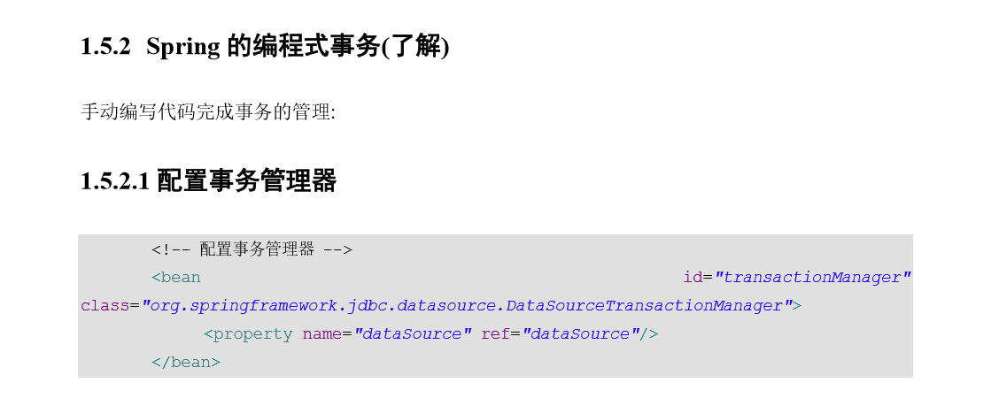 1.5.2 Spring 的编程式事务(了解)
手动编写代码完成事务的管理:
1.5.2.1 配置事务管理器
<!-- 配置事务管理器 -->
<bean id="transactionManager"
class="org.springframework.jdbc.datasource.DataSourceTransactionManager">
<property name="dataSource" ref="dataSource"/>
</bean>